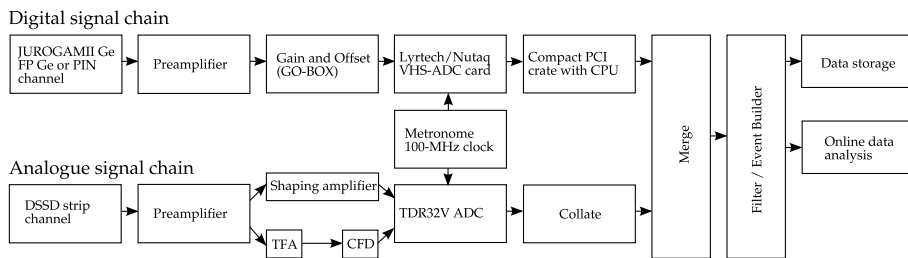 Digital signal chain
JUROGAMII Ge
FP Ge or PIN
channel
Preamplifier
Gain and Offset
(GO-BOX)
Lyrtech/Nutaq
VHS-ADC card
Compact PCI
crate with CPU
Merge
Filter / Event Builder
Data storage
Online data
analysis
Metronome
100-MHz clock
Analogue signal chain
DSSD strip
channel
Preamplifier
Shaping amplifier
TFA
CFD
TDR32V ADC
Collate